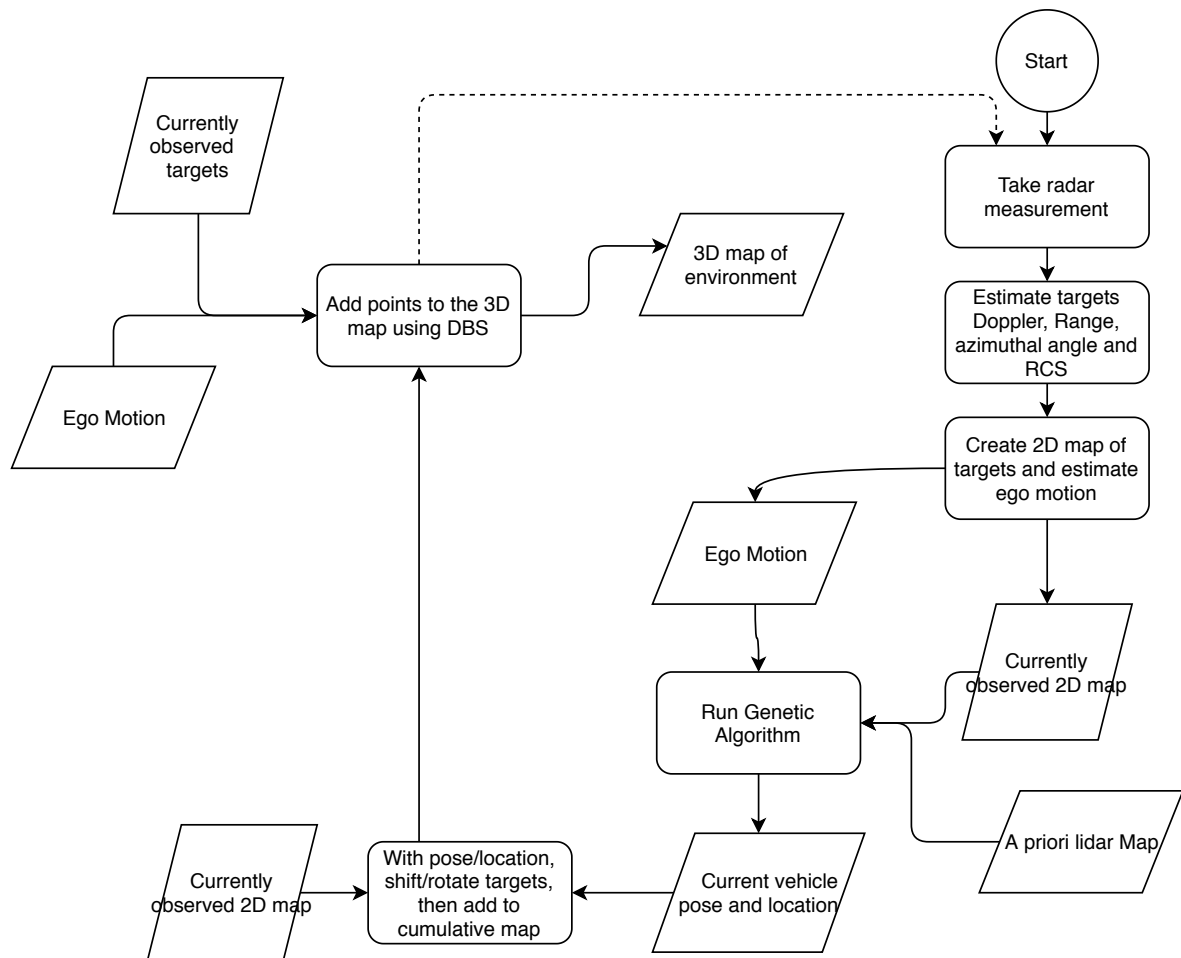 Start
Currently
observed
targets
Take radar
measurement
3D map of
environment
Add points to the 3D
map using DBS
Estimate targets
Doppler, Range,
azimuthal angle and
RCS
Ego Motion
Create 2D map of
targets and estimate
ego motion
Ego Motion
Currently
observed 2D map
Run Genetic
Algorithm
A priori lidar Map
Currently
observed 2D map
With pose/location,
shift/rotate targets,
then add to
cumulative map
Current vehicle
pose and location